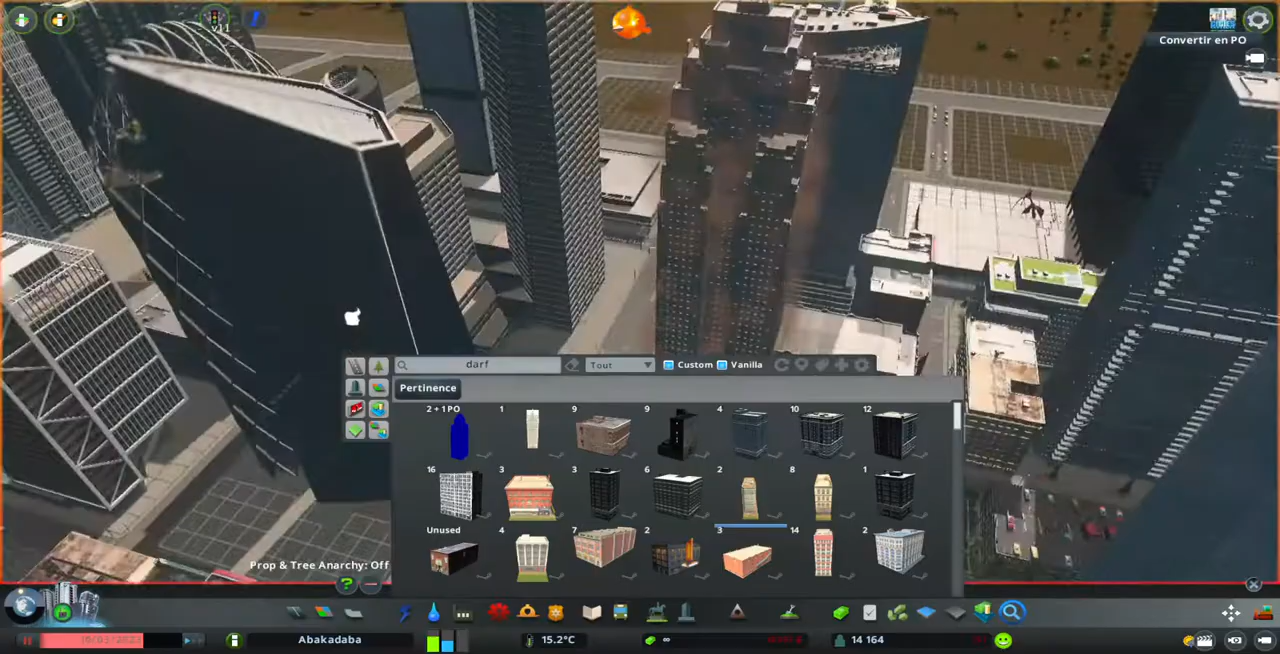 v11
Convertir en PO
darf
Tout
Custom
Vanilla
Pertinence
2 + 1 PO
1
9
9
4
10
12
16
3
3
6
2
8
1
Unused
4
7
2
3
14
2
Prop & Tree Anarchy: Off
?
Abakadaba
15.2°C
∞
14 164